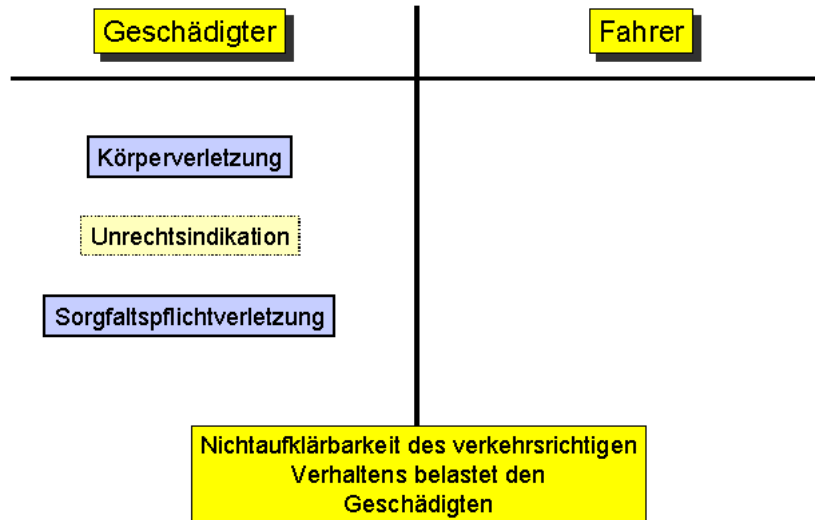 Geschädigter
Fahrer
Körperverletzung
Unrechtsindikation
Sorgfaltspflichtverletzung
Nichtaufklärbarkeit des verkehrsrichtigen
Verhaltens belastet den
Geschädigten